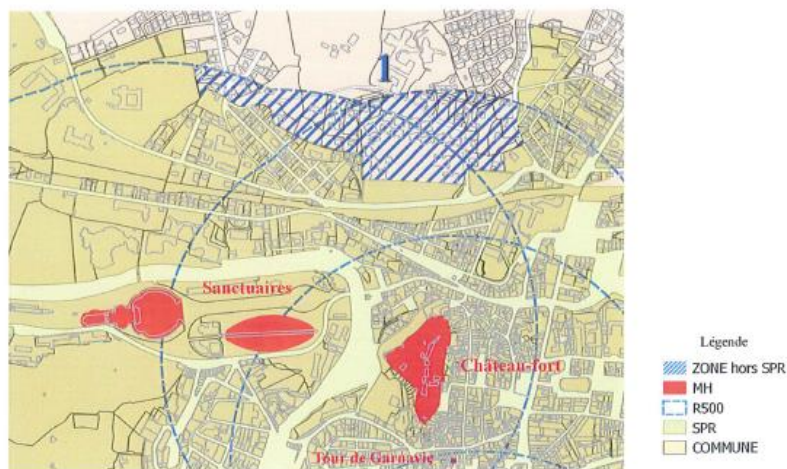 1
Sanctuaires
Château-fort
Tour de Garnavie
Légende
ZONE hors SPR
MH
R500
SPR
COMMUNE